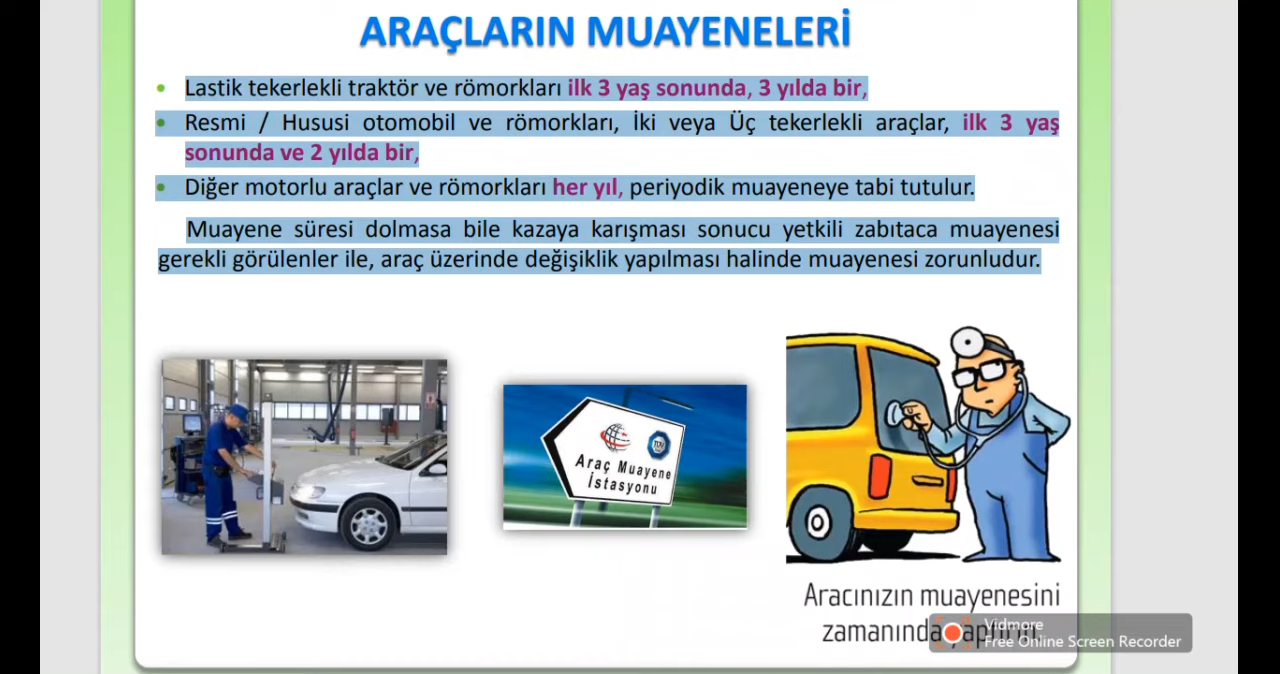 ARAÇLARIN MUAYENELERİ
• Lastik tekerlekli traktör ve römorkları ilk 3 yaş sonunda, 3 yılda bir,
• Resmi / Hususi otomobil ve römorkları, İki veya Üç tekerlekli araçlar, ilk 3 yaş
sonunda ve 2 yılda bir,
• Diğer motorlu araçlar ve römorkları her yıl, periyodik muayeneye tabi tutulur.
Muayene süresi dolmasa bile kazaya karışması sonucu yetkili zabıtaca muayenesi
gerekli görülenler ile, araç üzerinde değişiklik yapılması halinde muayenesi zorunludur.
TÜV
Araç Muayene
İstasyonu
Aracınızın muayenesini
zamanında
Vidmore
Free Online Screen Recorder